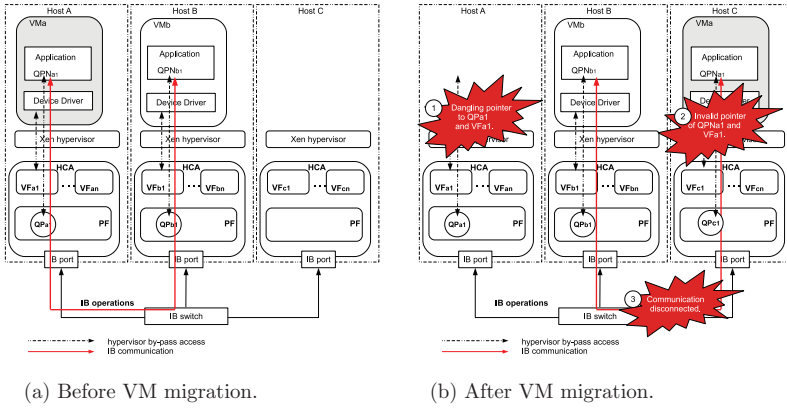 Host A
Host B
Host C
VMa
VMb
Application
QPNa1
Device Driver
Application
QPNb1
Device Driver
Xen hypervisor
Xen hypervisor
Xen hypervisor
HCA
HCA
HCA
VFa1
VFan
VFb1
VFbn
VFc1
VFcn
QPa1
PF
QPb1
PF
PF
IB port
IB port
IB port
IB operations
IB switch
hypervisor by-pass access
IB communication
(a) Before VM migration.
Host A
Host B
Host C
VMb
VMa
Application
QPNb1
Device Driver
Application
QPNa1
1
Dangling pointer
to QPa1
and VFa1.
2
Invalid pointer
of QPNa1 and
VFa1.
Xen hypervisor
HCA
HCA
HCA
VFa1
VFan
VFb1
VFbn
VFc1
VFcn
QPa1
PF
QPb1
PF
QPc1
PF
IB port
IB port
IB port
IB operations
IB switch
3
Communication
disconnected.
hypervisor by-pass access
IB communication
(b) After VM migration.